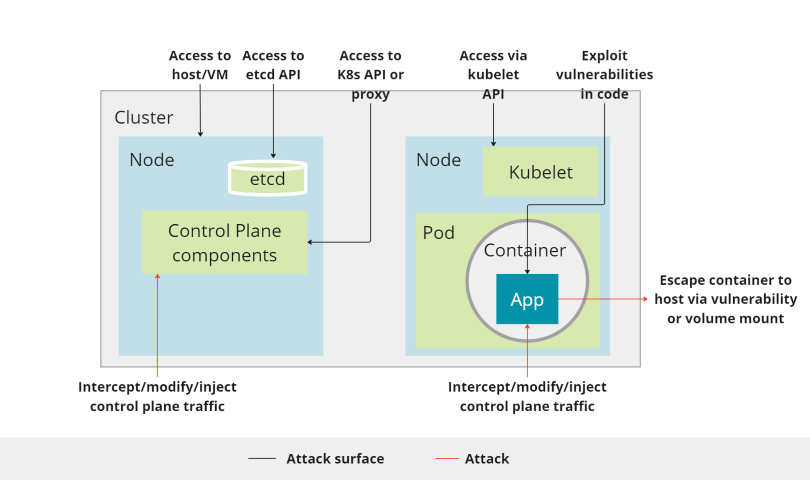 Access to
host/VM
Access to
etcd API
Access to
K8s API or
proxy
Access via
kubelet
API
Exploit
vulnerabilities
in code
Cluster
Node
etcd
Control Plane
components
Node
Kubelet
Pod
Container
App
Escape container to
host via vulnerability
or volume mount
Intercept/modify/inject
control plane traffic
Intercept/modify/inject
control plane traffic
Attack surface
Attack